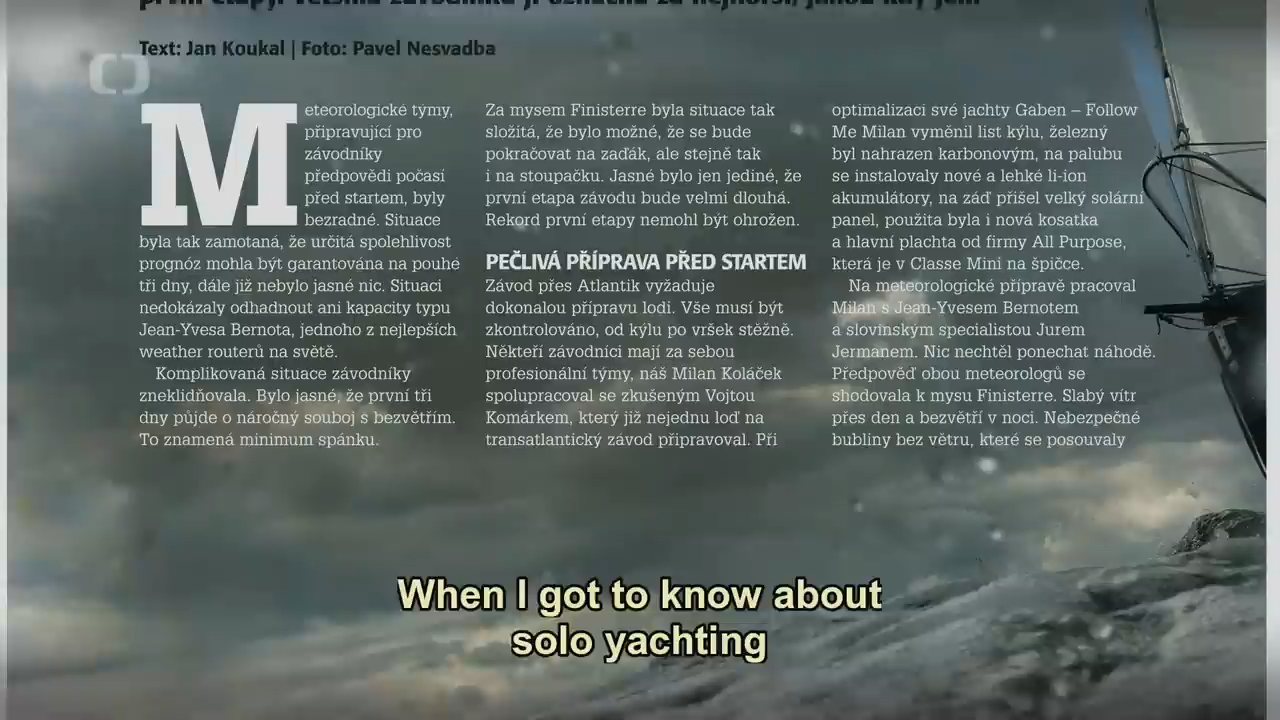 Text: Jan Koukal | Foto: Pavel Nesvadba
Meteorologické týmy,
připravující pro
závodníky
předpovědi počasí
před startem, byly
bezradné. Situace
byla tak zamotaná, že určitá spolehlivost
prognóz mohla být garantována na pouhé
tři dny, dále již nebylo jasné nic. Situaci
nedokázaly odhadnout ani kapacity typu
Jean-Yvesa Bernota, jednoho z nejlepších
weather routerů na světě.
Komplikovaná situace závodníky
zneklidňovala. Bylo jasné, že první tři
dny půjde o náročný souboj s bezvětřím.
To znamená minimum spánku.
Za mysem Finisterre byla situace tak
složitá, že bylo možné, že se bude
pokračovat na zaďák, ale stejně tak
i na stoupačku. Jasné bylo jen jediné, že
první etapa závodu bude velmi dlouhá.
Rekord první etapy nemohl být ohrožen.
PEČLIVÁ PŘÍPRAVA PŘED STARTEM
Závod přes Atlantik vyžaduje
dokonalou přípravu lodi. Vše musí být
zkontrolováno, od kýlu po vršek stěžně.
Někteří závodníci mají za sebou
profesionální týmy, náš Milan Koláček
spolupracoval se zkušeným Vojtou
Komárkem, který již nejednu loď na
transatlantický závod připravoval. Při
optimalizaci své jachty Gaben – Follow
Me Milan vyměnil list kýlu, železný
byl nahrazen karbonovým, na palubu
se instalovaly nové a lehké li-ion
akumulátory, na záď přišel velký solární
panel, použita byla i nová kosatka
a hlavní plachta od firmy All Purpose,
která je v Classe Mini na špičce.
Na meteorologické přípravě pracoval
Milan s Jean-Yvesem Bernotem
a slovinským specialistou Jurem
Jermanem. Nic nechtěl ponechat náhodě.
Předpověď obou meteorologů se
shodovala k mysu Finisterre. Slabý vítr
přes den a bezvětří v noci. Nebezpečné
bubliny bez větru, které se posouvaly
When I got to know about
solo yachting